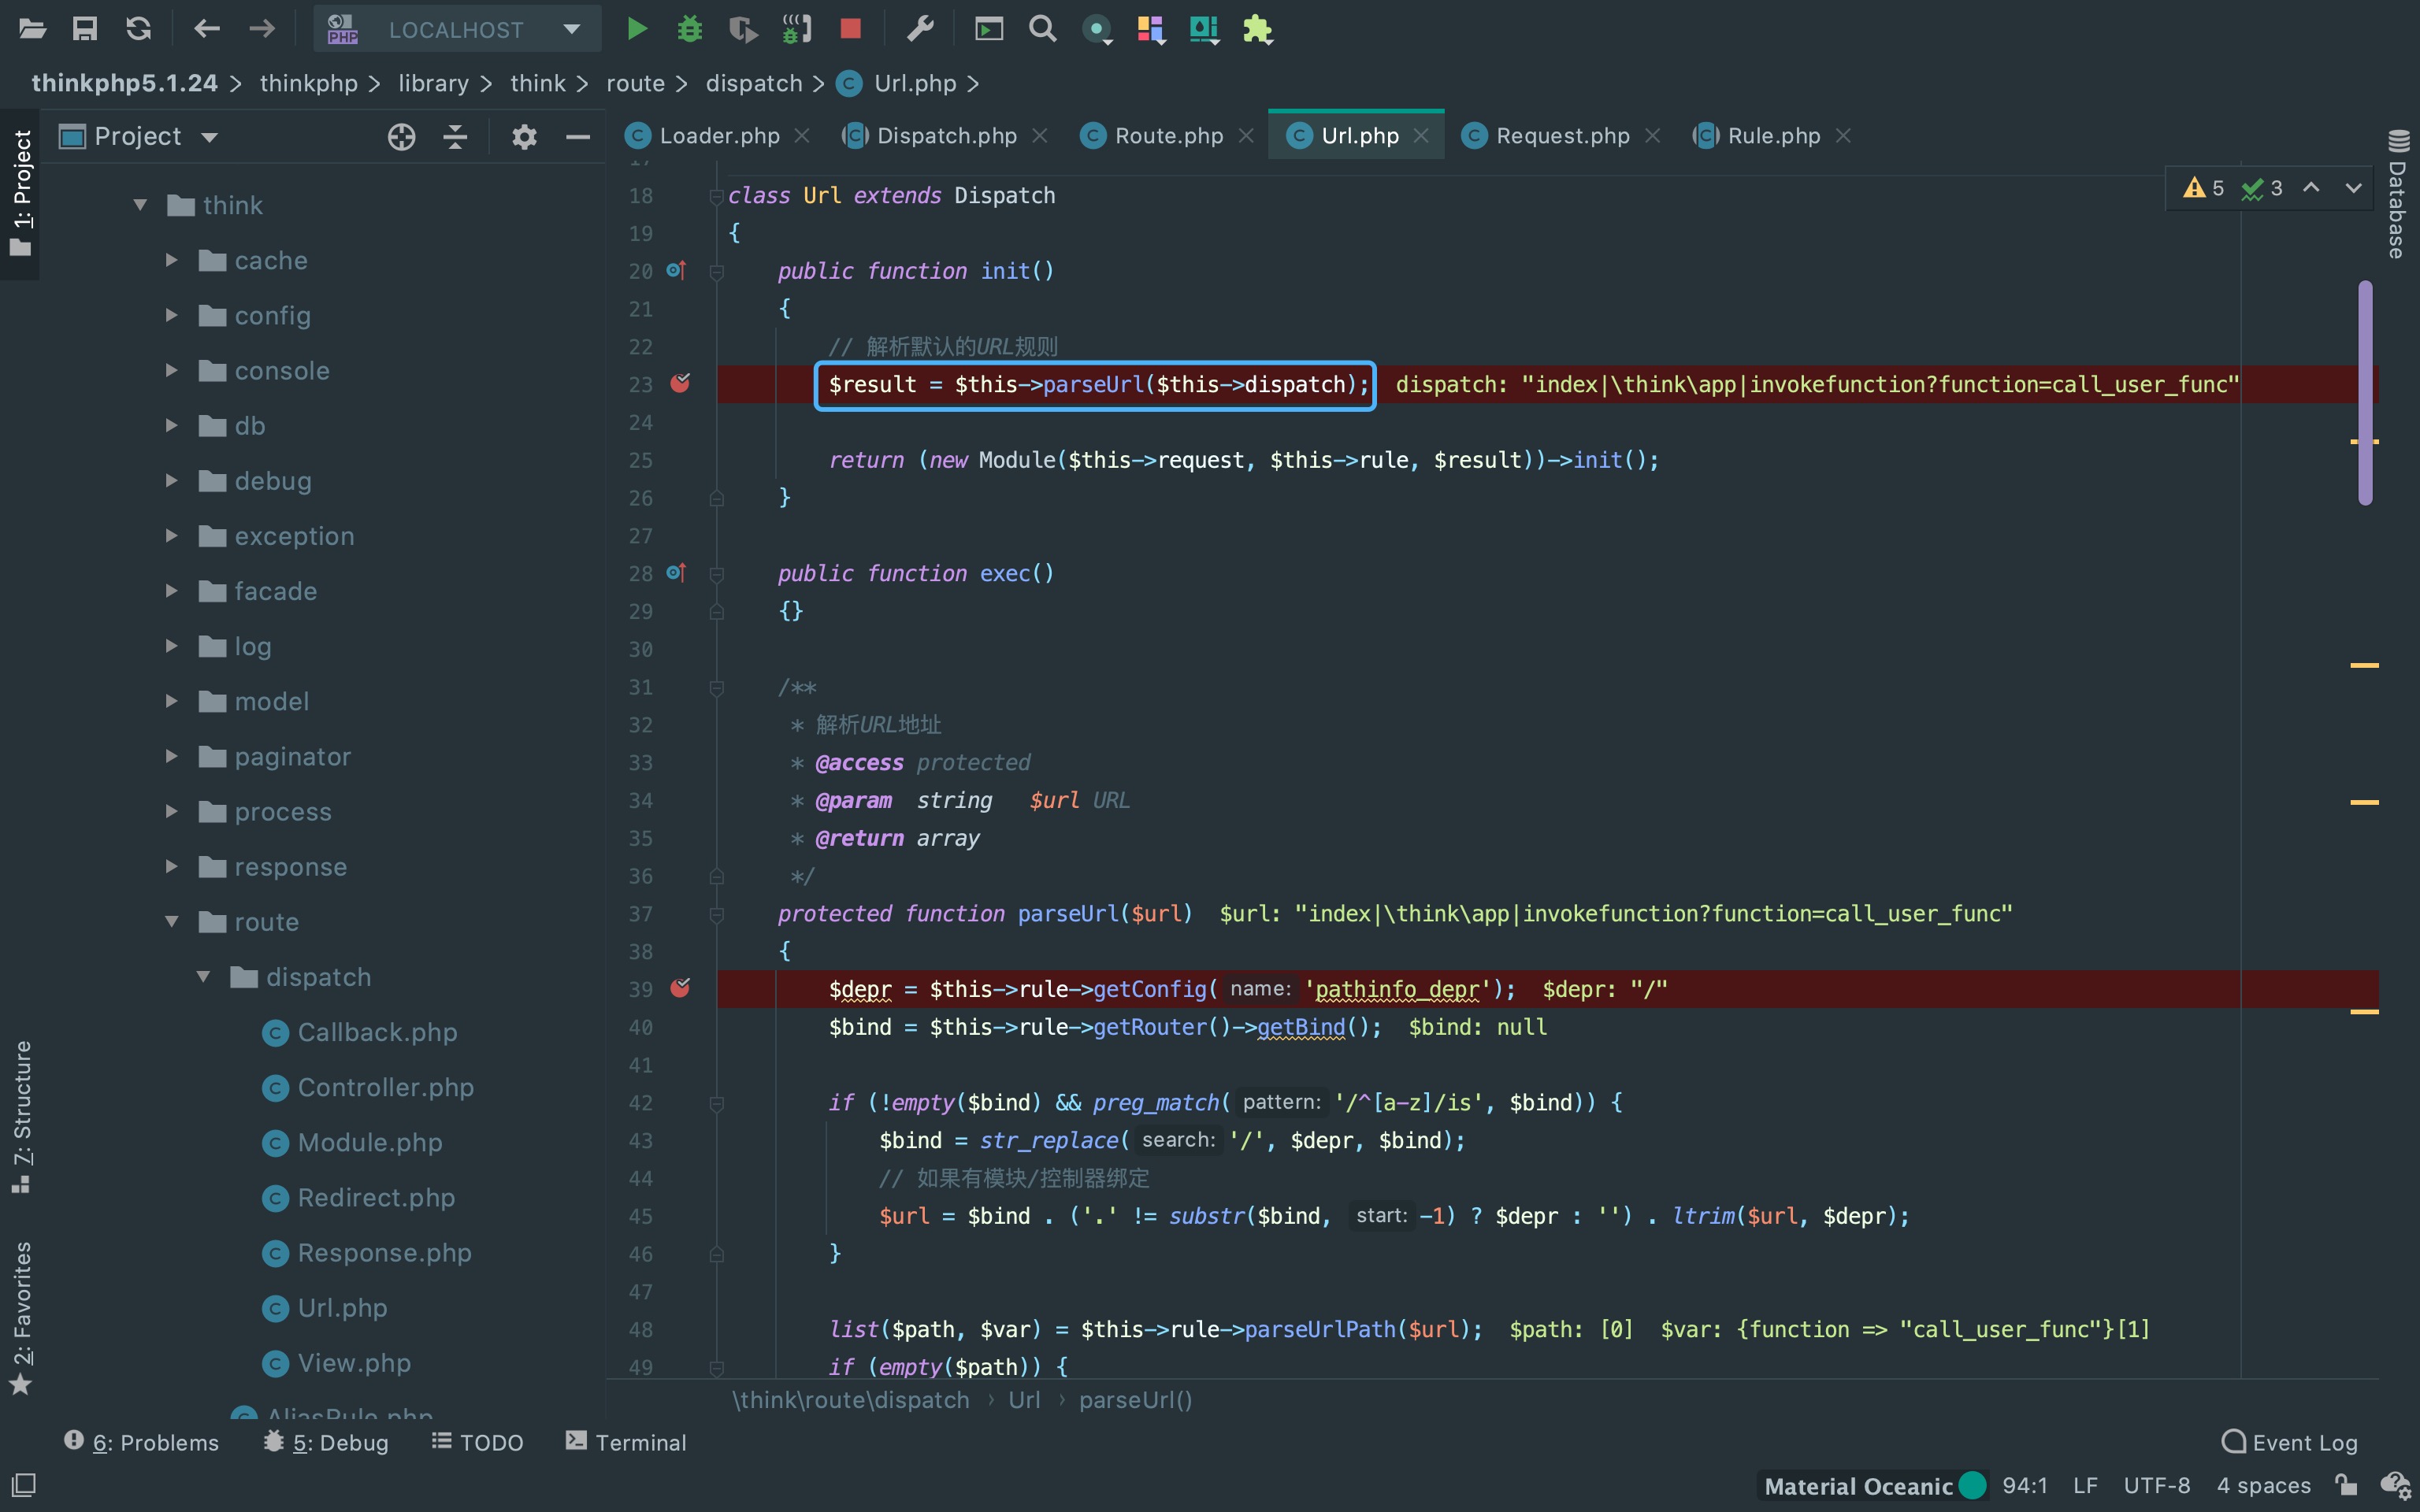 LOCALHOST
thinkphp5.1.24 > thinkphp > library > think > route > dispatch > Url.php >
1: Project
Project
Loader.php
Dispatch.php
Route.php
Url.php
Request.php
Rule.php
Database
5 3
think
cache
config
console
db
debug
exception
facade
log
model
paginator
process
response
route
dispatch
Callback.php
Controller.php
Module.php
Redirect.php
Response.php
Url.php
View.php
AliasRule.php
7: Structure
2: Favorites
17
18 class Url extends Dispatch
19 {
20 public function init()
21 {
22 // 解析默认的URL规则
23 $result = $this->parseUrl($this->dispatch); dispatch: "index|\think\app|invokefunction?function=call_user_func"
24
25 return (new Module($this->request, $this->rule, $result))->init();
26 }
27
28 public function exec()
29 {}
30
31 /**
32 * 解析URL地址
33 * @access protected
34 * @param string $url URL
35 * @return array
36 */
37 protected function parseUrl($url) $url: "index|\think\app|invokefunction?function=call_user_func"
38 {
39 $depr = $this->rule->getConfig( name: 'pathinfo_depr'); $depr: "/"
40 $bind = $this->rule->getRouter()->getBind(); $bind: null
41
42 if (!empty($bind) && preg_match( pattern: '/^[a-z]/is', $bind)) {
43 $bind = str_replace( search: '/', $depr, $bind);
44 // 如果有模块/控制器绑定
45 $url = $bind . ('.' != substr($bind, start: -1) ? $depr : '') . ltrim($url, $depr);
46 }
47
48 list($path, $var) = $this->rule->parseUrlPath($url); $path: [0] $var: {function => "call_user_func"}[1]
49 if (empty($path)) {
\think\route\dispatch › Url › parseUrl()
6: Problems
5: Debug
TODO
Terminal
Event Log
Material Oceanic
94:1
LF
UTF-8
4 spaces